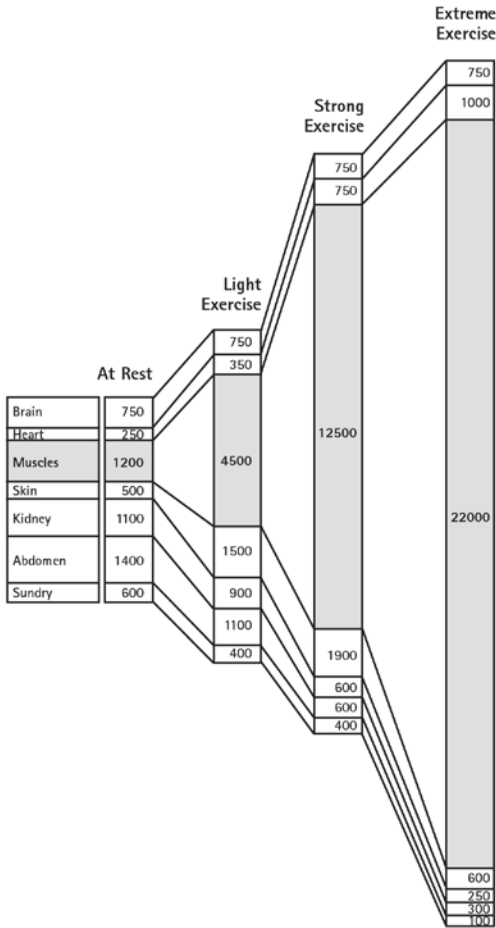 Extreme
Exercise
750
1000
22000
600
250
300
100
Strong
Exercise
750
750
12500
1900
600
600
400
Light
Exercise
750
350
4500
1500
900
1100
400
At Rest
Brain 750
Heart 250
Muscles 1200
Skin 500
Kidney 1100
Abdomen 1400
Sundry 600